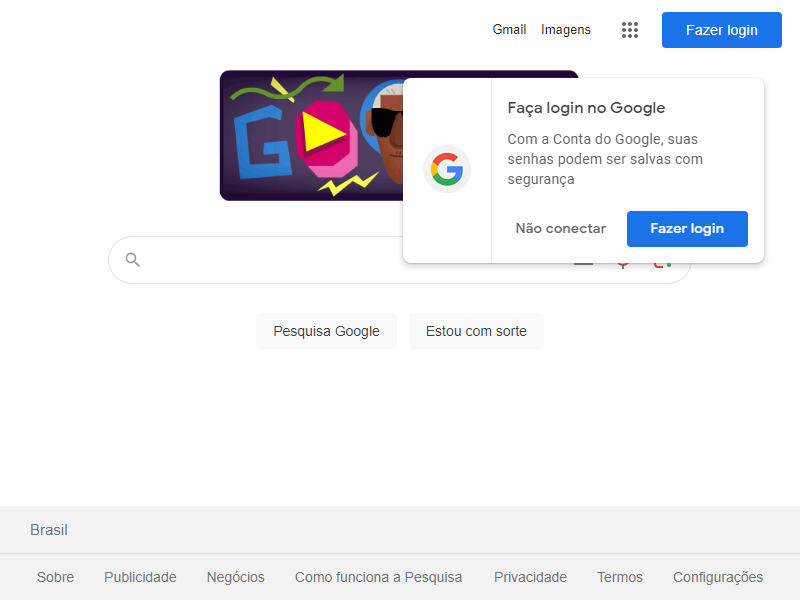 Gmail Imagens Fazer login
GO
Faça login no Google
Com a Conta do Google, suas
senhas podem ser salvas com
segurança
Não conectar Fazer login
Pesquisa Google Estou com sorte
Brasil
Sobre Publicidade Negócios Como funciona a Pesquisa Privacidade Termos Configurações